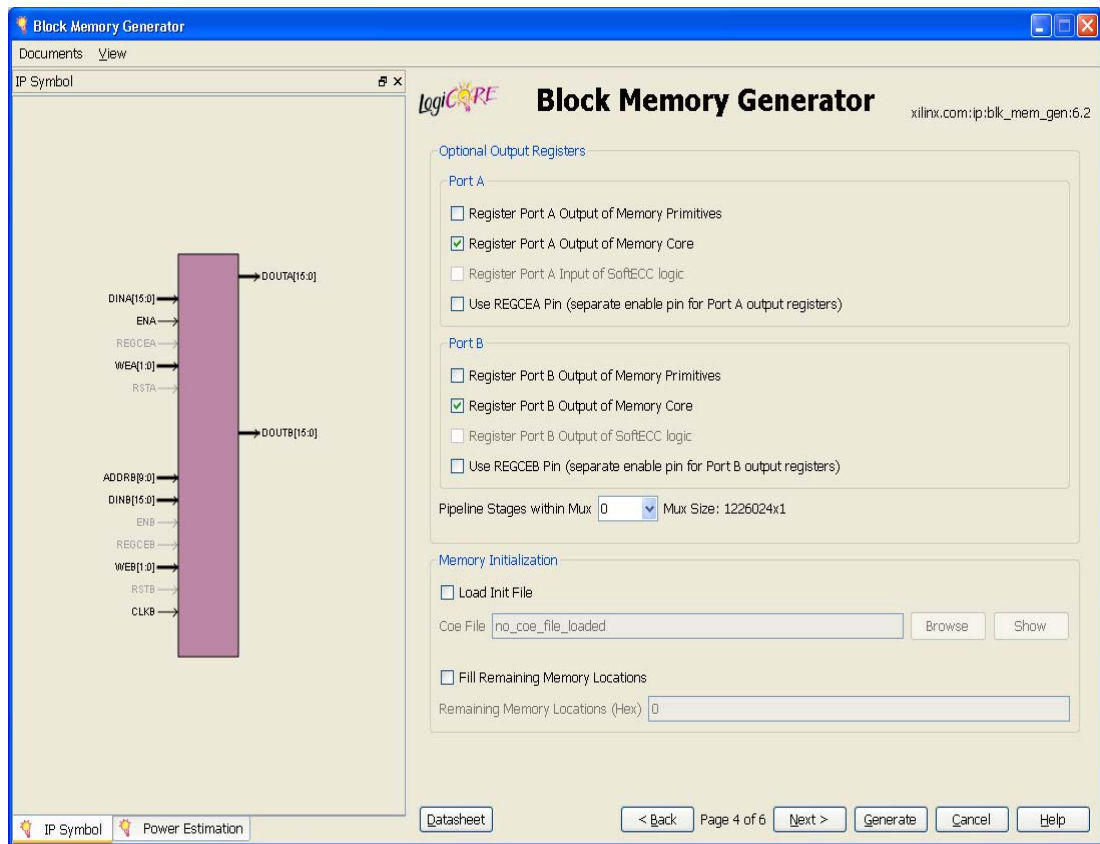 Block Memory Generator
Documents View
IP Symbol
DOUTA[15:0]
DINA[15:0]
ENA
REGCEA
WEA[1:0]
RSTA
DOUTB[15:0]
ADDRB[9:0]
DINB[15:0]
ENB
REGCEB
WEB[1:0]
RSTB
CLKB
IP Symbol Power Estimation
LogiCORE Block Memory Generator xilinx.com:ip:blk_mem_gen:6.2
Optional Output Registers
Port A
Register Port A Output of Memory Primitives
Register Port A Output of Memory Core
Register Port A Input of SoftECC logic
Use REGCEA Pin (separate enable pin for Port A output registers)
Port B
Register Port B Output of Memory Primitives
Register Port B Output of Memory Core
Register Port B Output of SoftECC logic
Use REGCEB Pin (separate enable pin for Port B output registers)
Pipeline Stages within Mux 0 Mux Size: 1226024x1
Memory Initialization
Load Init File
Coe File no_coe_file_loaded Browse Show
Fill Remaining Memory Locations
Remaining Memory Locations (Hex) 0
Datasheet < Back Page 4 of 6 Next > Generate Cancel Help